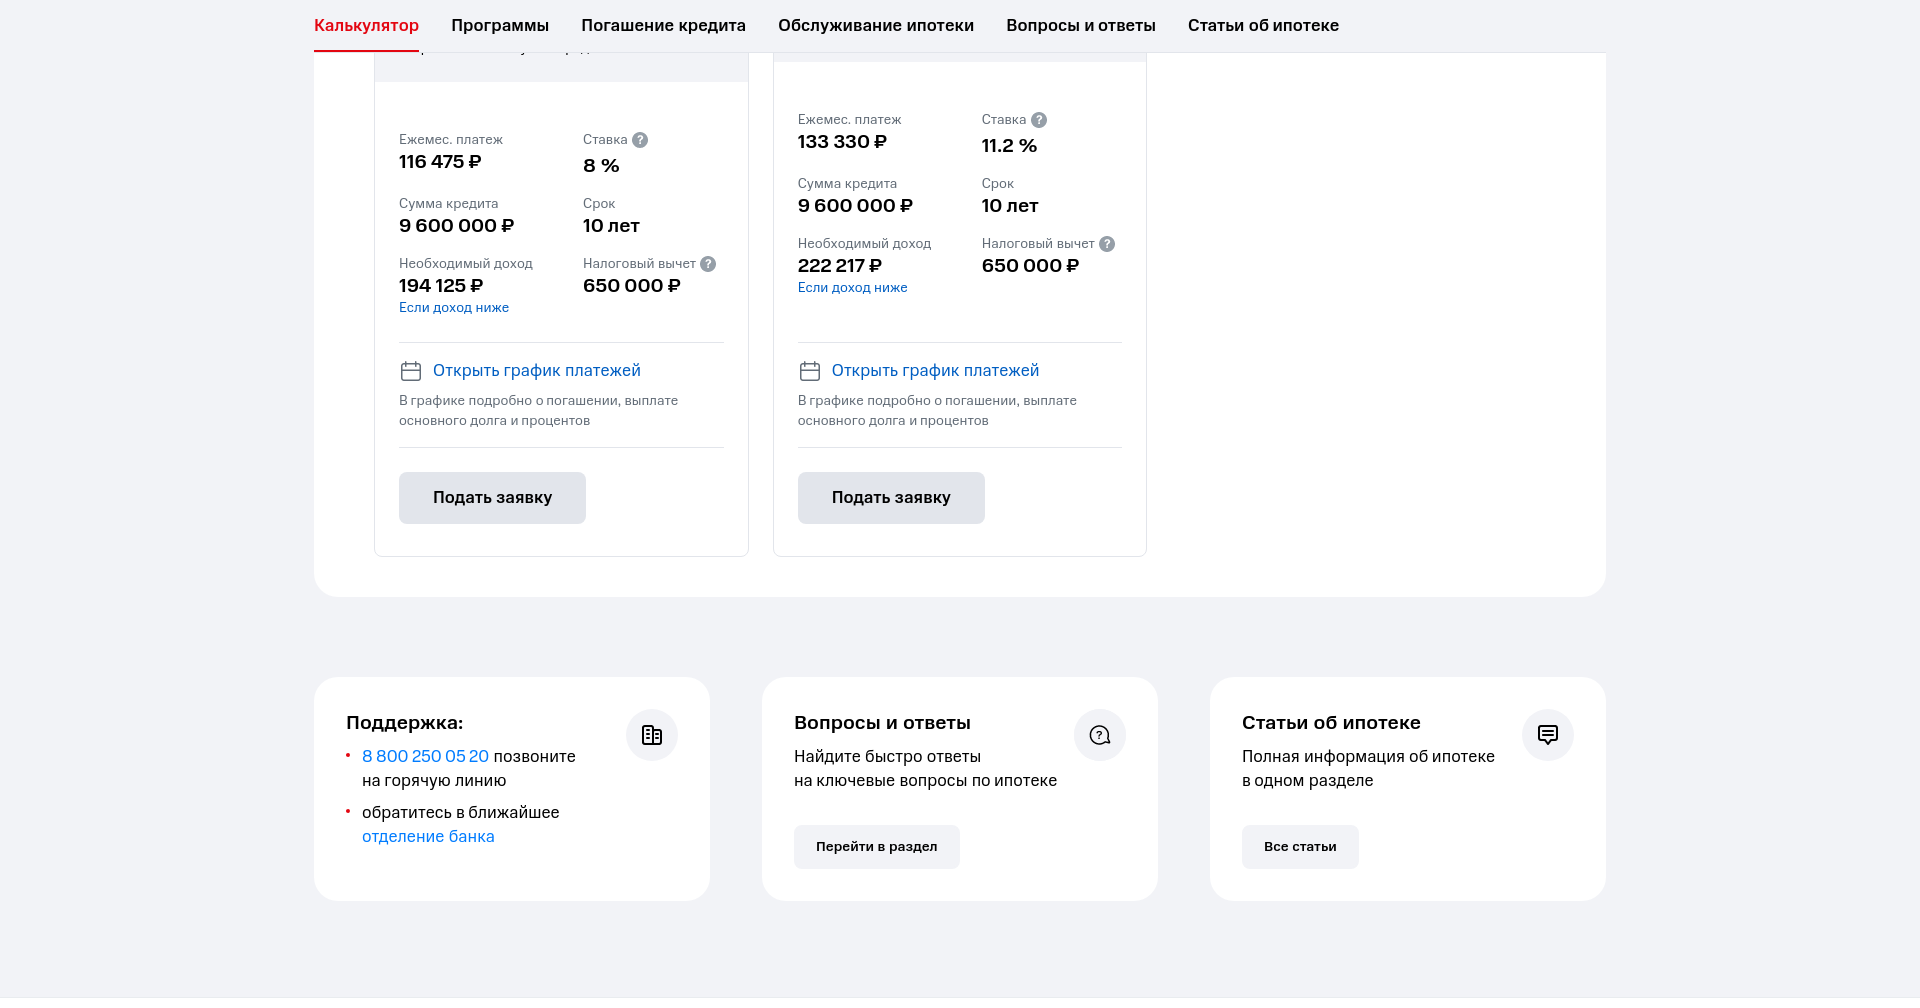 Калькулятор Программы Погашение кредита Обслуживание ипотеки Вопросы и ответы Статьи об ипотеке
Ежемес. платеж
116 475 ₽
Ставка ?
8 %
Сумма кредита
9 600 000 ₽
Срок
10 лет
Необходимый доход
194 125 ₽
Если доход ниже
Налоговый вычет ?
650 000 ₽
Открыть график платежей
В графике подробно о погашении, выплате
основного долга и процентов
Подать заявку
Ежемес. платеж
133 330 ₽
Ставка ?
11.2 %
Сумма кредита
9 600 000 ₽
Срок
10 лет
Необходимый доход
222 217 ₽
Если доход ниже
Налоговый вычет ?
650 000 ₽
Открыть график платежей
В графике подробно о погашении, выплате
основного долга и процентов
Подать заявку
Поддержка:
• 8 800 250 05 20 позвоните
на горячую линию
• обратитесь в ближайшее
отделение банка
Вопросы и ответы
Найдите быстро ответы
на ключевые вопросы по ипотеке
Перейти в раздел
Статьи об ипотеке
Полная информация об ипотеке
в одном разделе
Все статьи